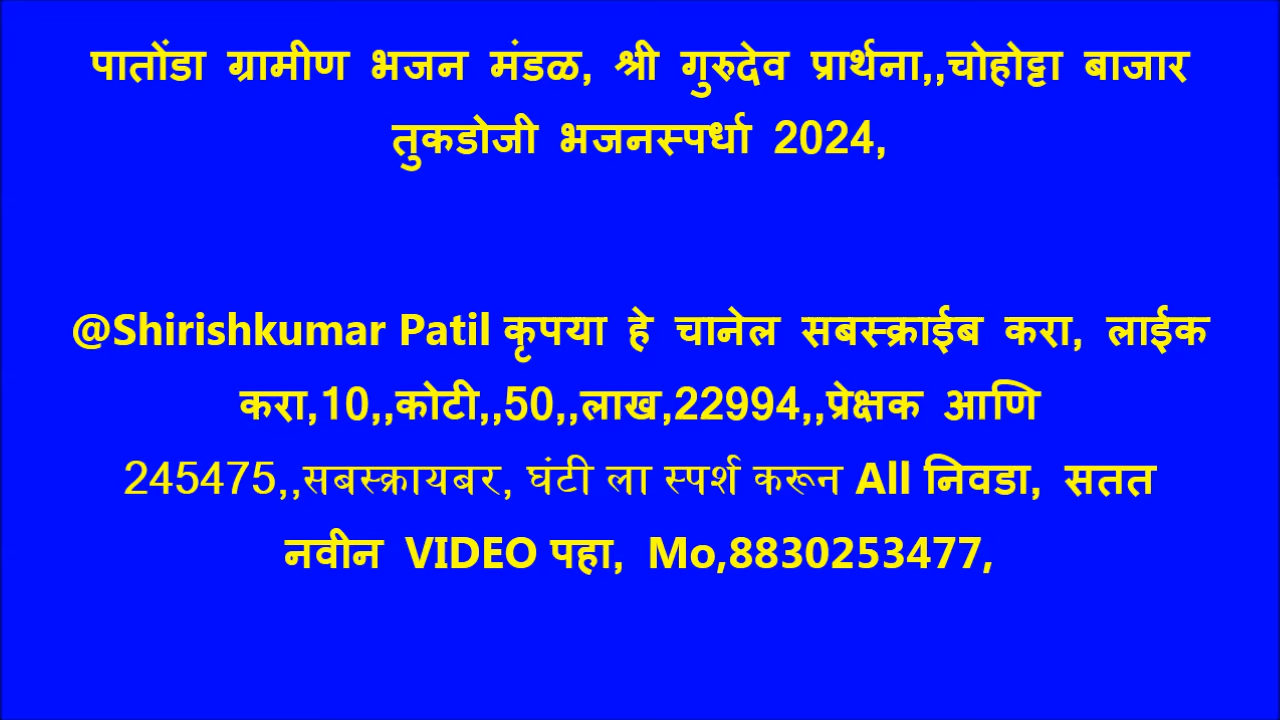 पातोंडा ग्रामीण भजन मंडळ, श्री गुरुदेव प्रार्थना,,चोहोट्टा बाजार
तुकडोजी भजनस्पर्धा 2024,
@Shirishkumar Patil कृपया हे चानेल सबस्क्राईब करा, लाईक
करा,10,,कोटी,,50,,लाख,22994,,प्रेक्षक आणि
245475,,सबस्क्रायबर, घंटी ला स्पर्श करून All निवडा, सतत
नवीन VIDEO पहा, Mo,8830253477,